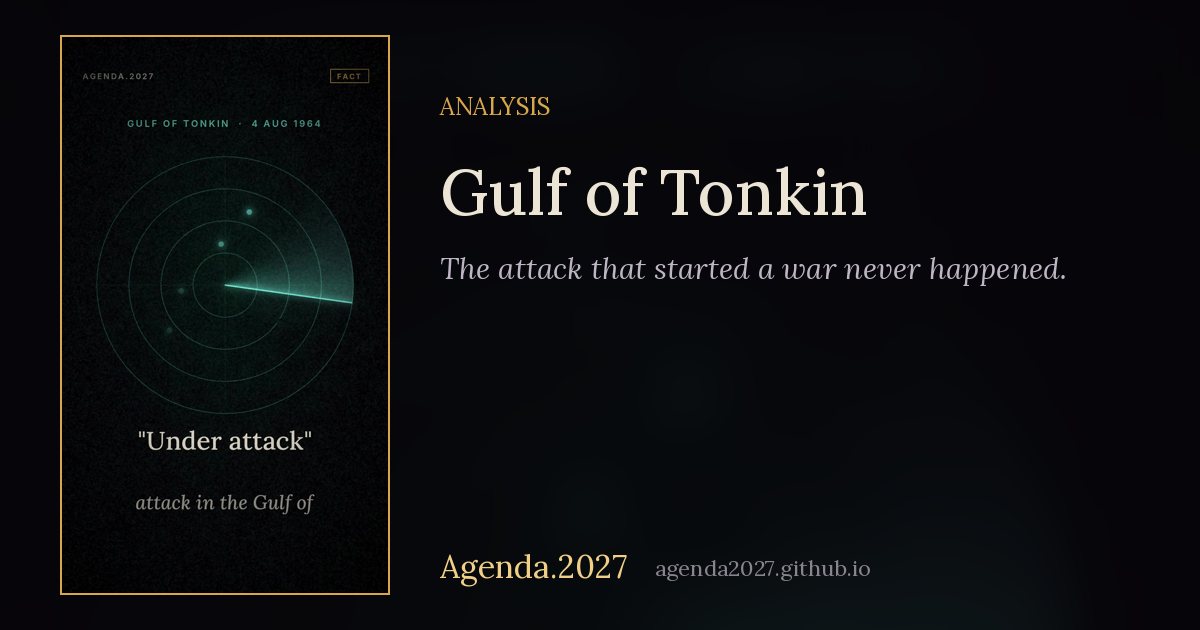 AGENDA.2027
FACT
GULF OF TONKIN · 4 AUG 1964
"Under attack"
attack in the Gulf of
ANALYSIS
Gulf of Tonkin
The attack that started a war never happened.
Agenda.2027
agenda2027.github.io